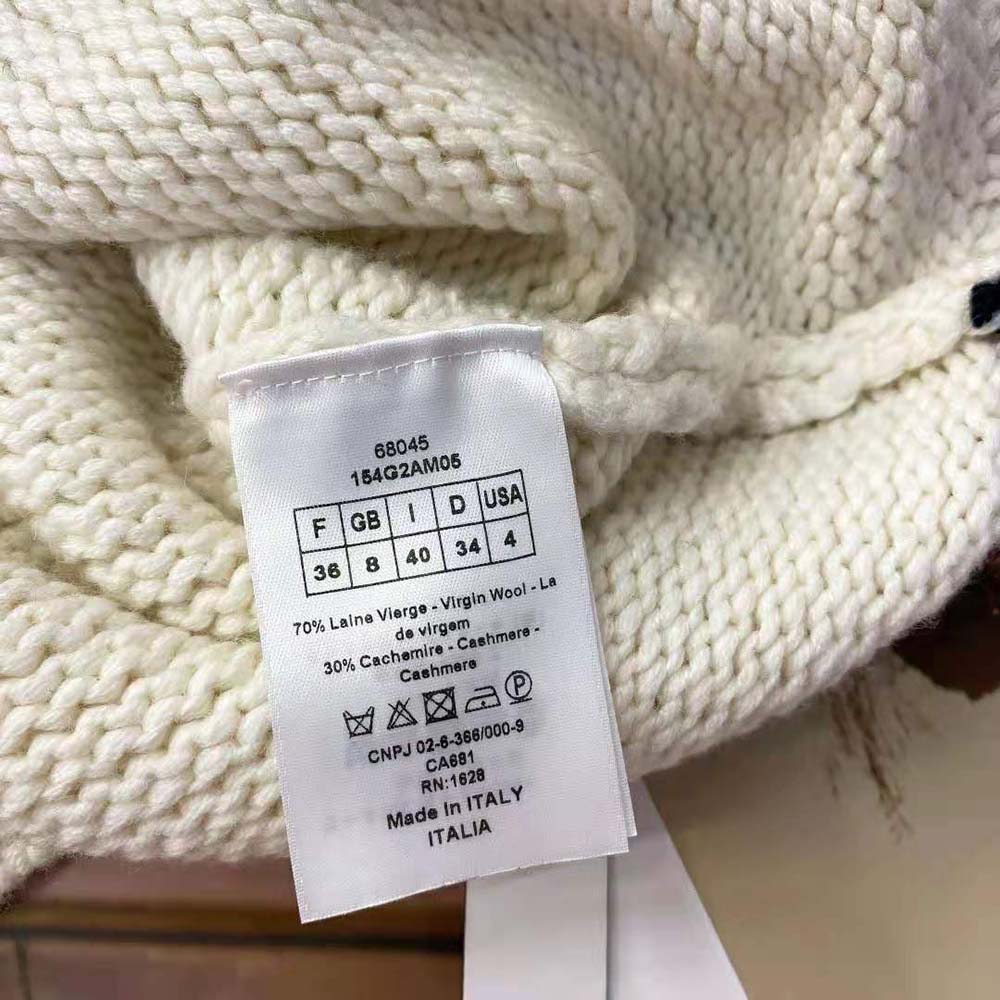 68045
154G2AM05
F GB I D USA
36 8 40 34 4
70% Laine Vierge - Virgin Wool - La
de virgem
30% Cachemire - Cashmere -
Cashmere
P
CNPJ 02-6-366/000-9
CA681
RN:1628
Made In ITALY
ITALIA